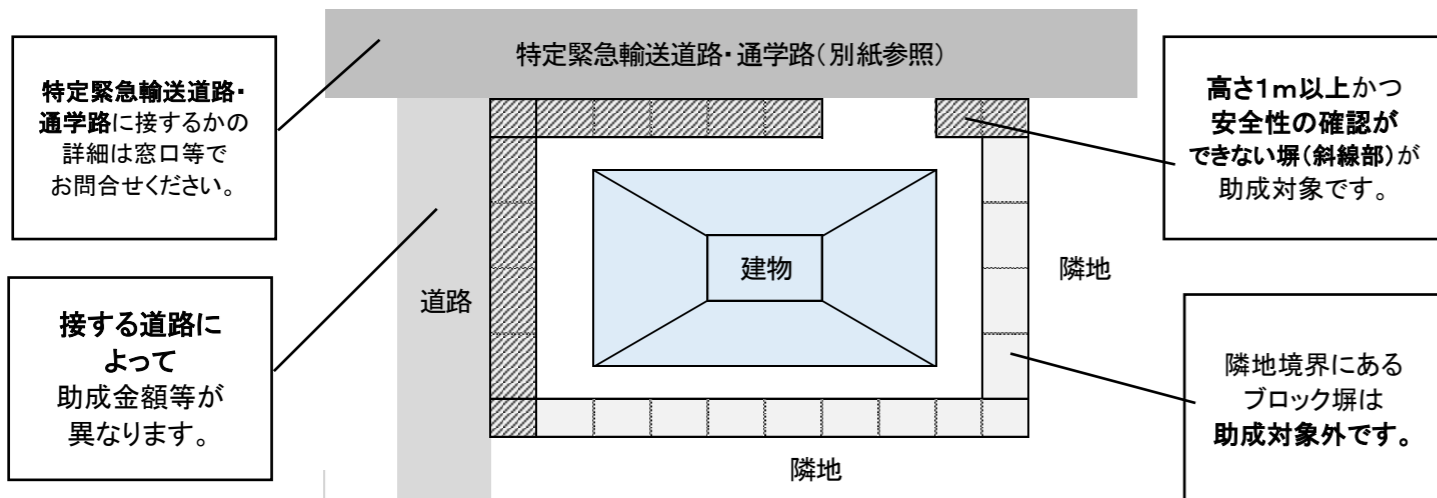 特定緊急輸送道路・通学路(別紙参照)
特定緊急輸送道路・
通学路に接するかの
詳細は窓口等で
お問合せください。
高さ1m以上かつ
安全性の確認が
できない塀(斜線部)が
助成対象です。
建物
隣地
道路
接する道路に
よって
助成金額等が
異なります。
隣地境界にある
ブロック塀は
助成対象外です。
隣地